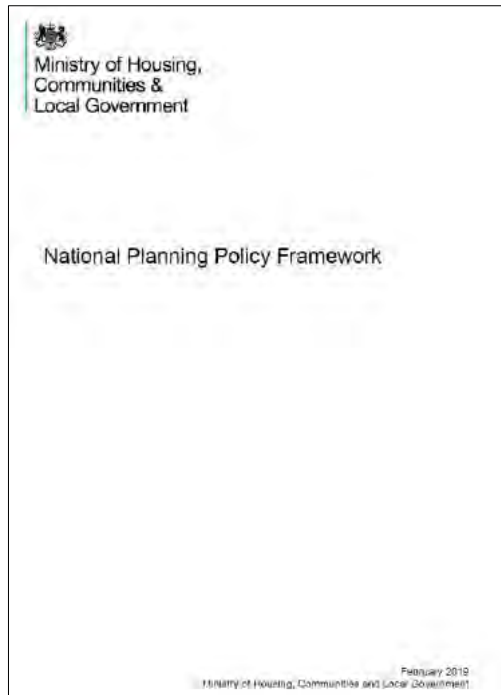 Ministry of Housing,
Communities &
Local Government
National Planning Policy Framework
February 2019
Ministry of Housing, Communities and Local Government